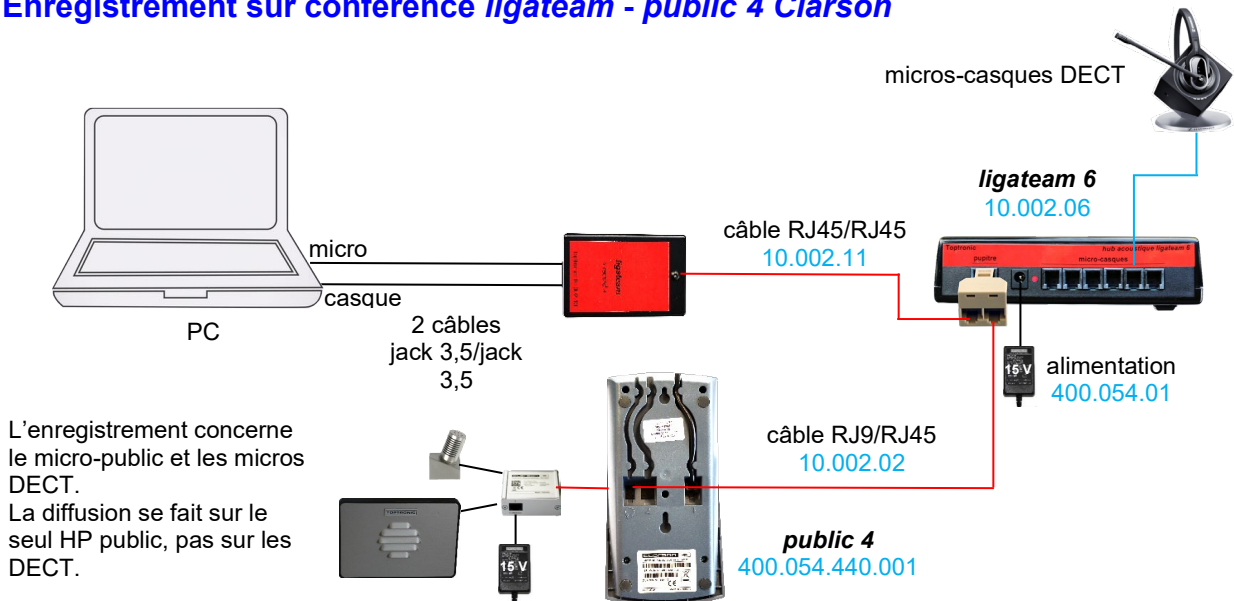 Enregistrement sur conférence ligateam - public 4 Clarson
micros-casques DECT
ligateam 6
10.002.06
câble RJ45/RJ45
10.002.11
Toptronic
hub acoustique ligateam 6
pupitre
micro-casques
micro
ligateam
casque
PC
2 câbles
jack 3,5/jack
3,5
15 V
alimentation
400.054.01
L'enregistrement concerne
le micro-public et les micros
DECT.
La diffusion se fait sur le
seul HP public, pas sur les
DECT.
câble RJ9/RJ45
10.002.02
TOPTRONIC
15 V
public 4
400.054.440.001